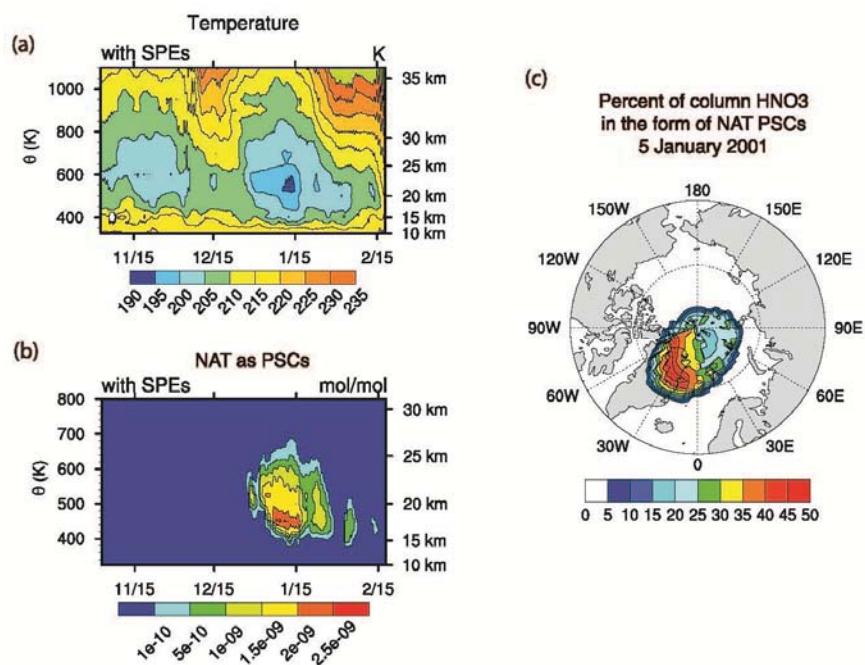 Temperature
(a)
with SPEs
K
1000
800
600
400
θ (K)
35 km
30 km
25 km
20 km
15 km
10 km
11/15
12/15
1/15
2/15
190
195
200
205
210
215
220
225
230
235
(b)
NAT as PSCs
with SPEs
mol/mol
800
700
600
500
400
θ (K)
30 km
25 km
20 km
15 km
10 km
11/15
12/15
1/15
2/15
1e-10
5e-10
1e-09
1.5e-09
2e-09
2.5e-09
(c)
Percent of column HNO3
in the form of NAT PSCs
5 January 2001
180
150W
150E
120W
120E
90W
90E
60W
60E
30W
30E
0
0 5 10 15 20 25 30 35 40 45 50